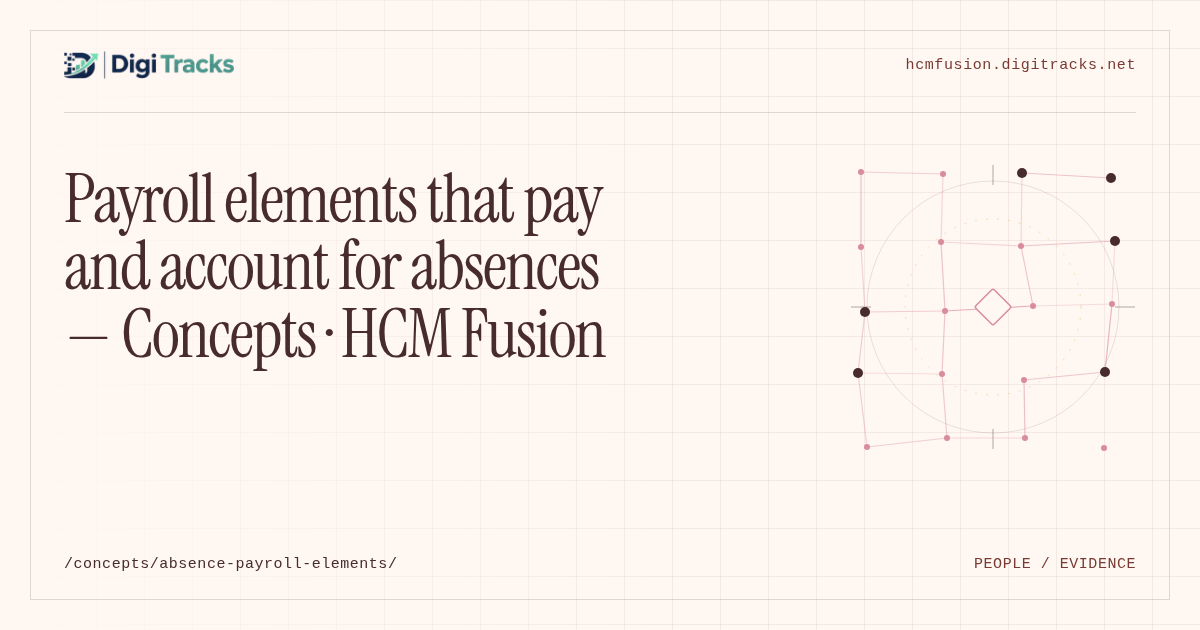 Digi Tracks
hcmfusion.digitracks.net
Payroll elements that pay
and account for absences
— Concepts · HCM Fusion
/concepts/absence-payroll-elements/
PEOPLE / EVIDENCE